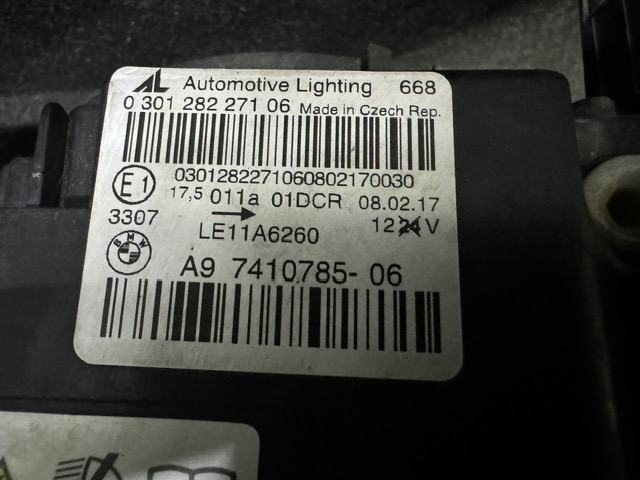 AL Automotive Lighting 668
0 301 282 271 06 Made in Czech Rep.
0301282271060802170030
E1 17,5 011a 01DCR 08.02.17
3307 → 12 24 V
LE11A6260
BMW
A9 7410785- 06